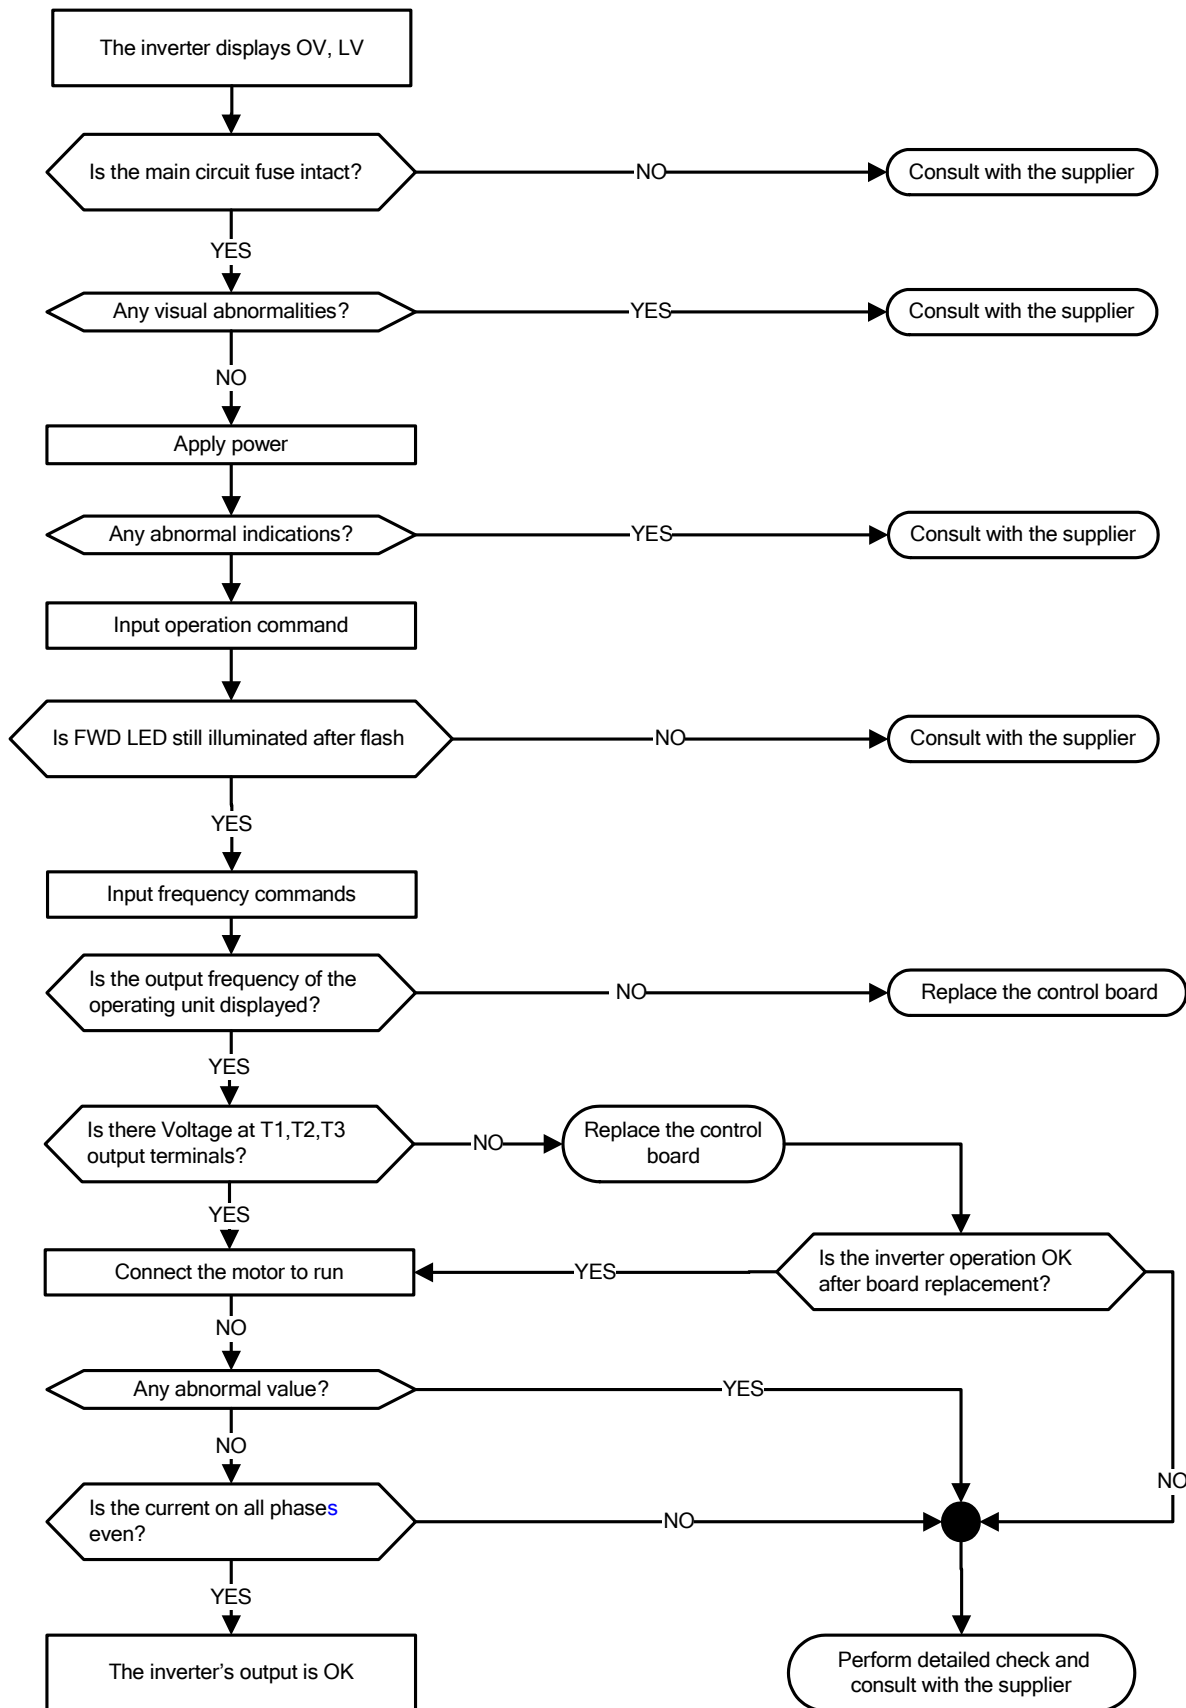 The inverter displays OV, LV
Is the main circuit fuse intact?
NO
Consult with the supplier
YES
Any visual abnormalities?
YES
Consult with the supplier
NO
Apply power
Any abnormal indications?
YES
Consult with the supplier
Input operation command
Is FWD LED still illuminated after flash
NO
Consult with the supplier
YES
Input frequency commands
Is the output frequency of the
operating unit displayed?
NO
Replace the control board
YES
Is there Voltage at T1,T2,T3
output terminals?
NO
Replace the control
board
YES
Connect the motor to run
YES
Is the inverter operation OK
after board replacement?
NO
Any abnormal value?
YES
NO
NO
Is the current on all phases
even?
NO
YES
The inverter’s output is OK
Perform detailed check and
consult with the supplier